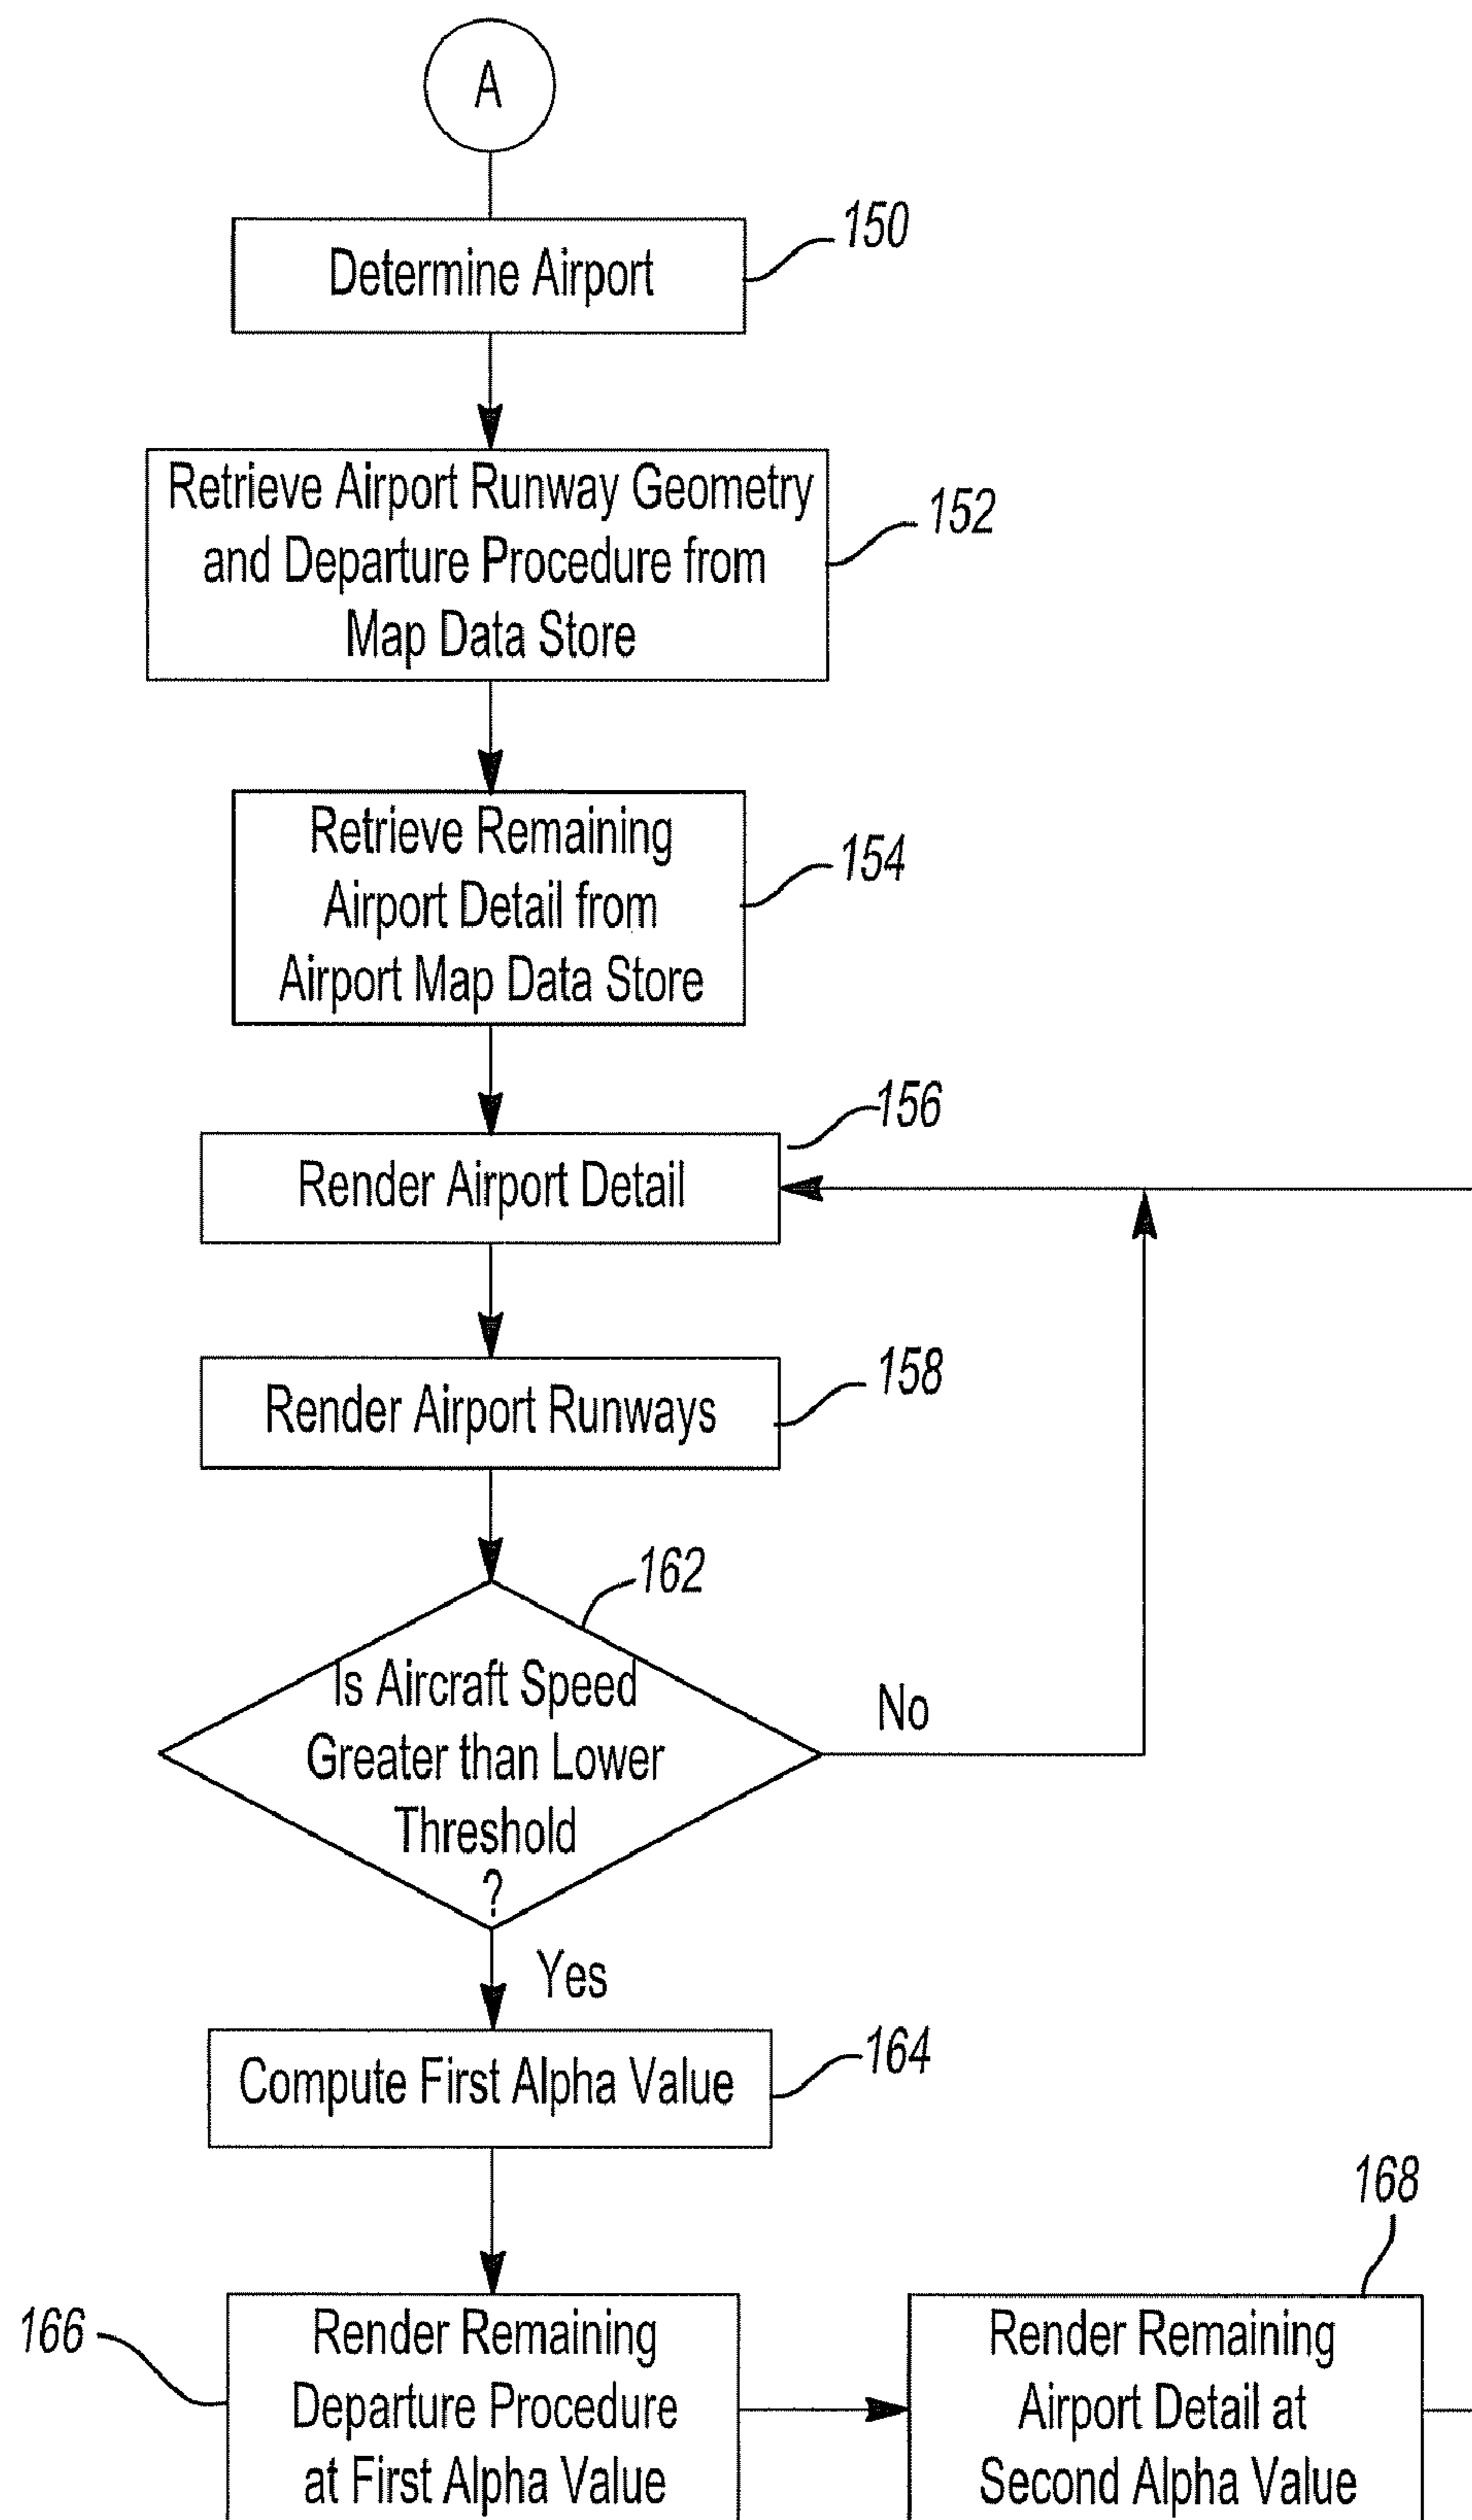 A
Determine Airport
150
Retrieve Airport Runway Geometry
and Departure Procedure from
Map Data Store
152
Retrieve Remaining
Airport Detail from
Airport Map Data Store
154
156
Render Airport Detail
Render Airport Runways
158
162
Is Aircraft Speed
Greater than Lower
Threshold
?
No
Yes
Compute First Alpha Value
164
166
Render Remaining
Departure Procedure
at First Alpha Value
168
Render Remaining
Airport Detail at
Second Alpha Value